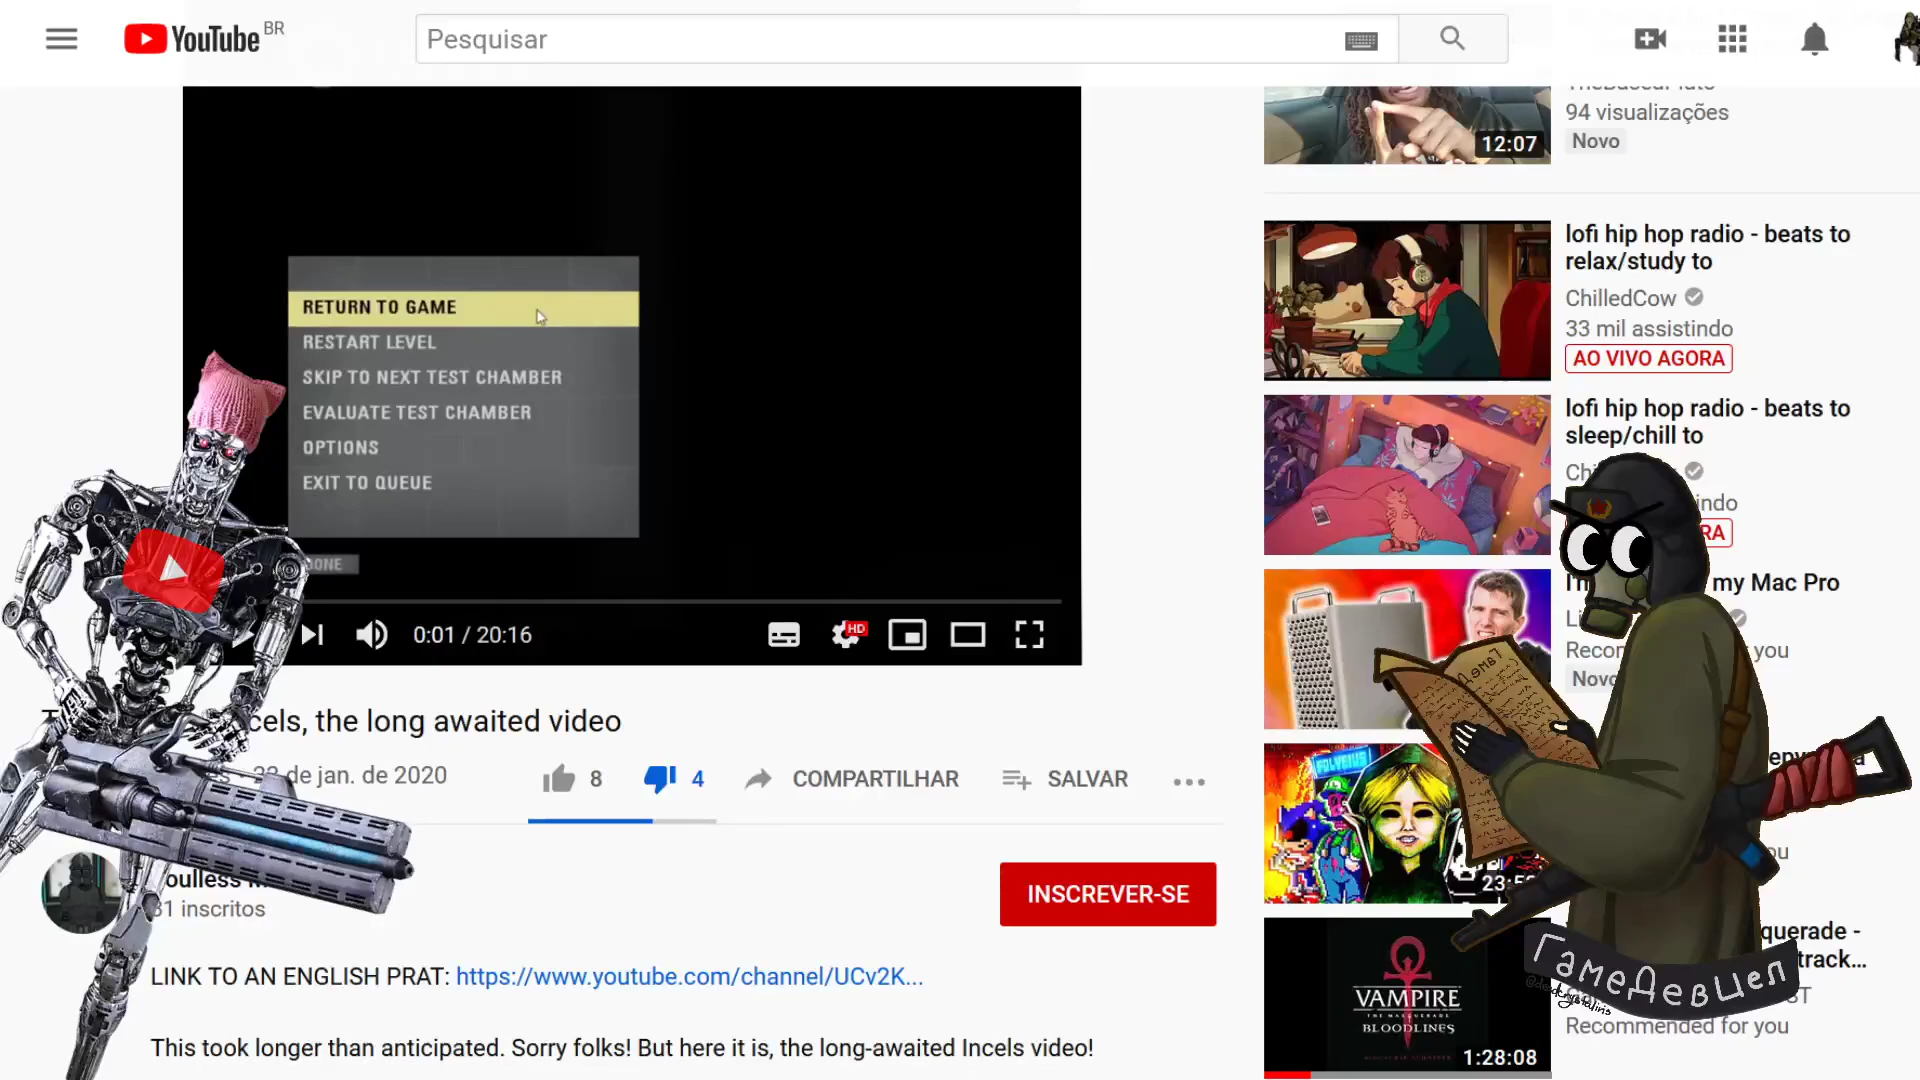 YouTube BR
Pesquisar
94 visualizações
Novo
12:07
RETURN TO GAME
RESTART LEVEL
SKIP TO NEXT TEST CHAMBER
EVALUATE TEST CHAMBER
OPTIONS
EXIT TO QUEUE
HD
0:01 / 20:16
cels, the long awaited video
de jan. de 2020
8
4
COMPARTILHAR
SALVAR
81 inscritos
INSCREVER-SE
LINK TO AN ENGLISH PRAT: https://www.youtube.com/channel/UCv2K...
This took longer than anticipated. Sorry folks! But here it is, the long-awaited Incels video!
lofi hip hop radio - beats to
relax/study to
ChilledCow
33 mil assistindo
AO VIVO AGORA
lofi hip hop radio - beats to
sleep/chill to
my Mac Pro
you
POLYBIUS
querade -
track...
VAMPIRE
THE MASQUERADE
BLOODLINES
1:28:08
Recommended for you
ГамеДевЦел